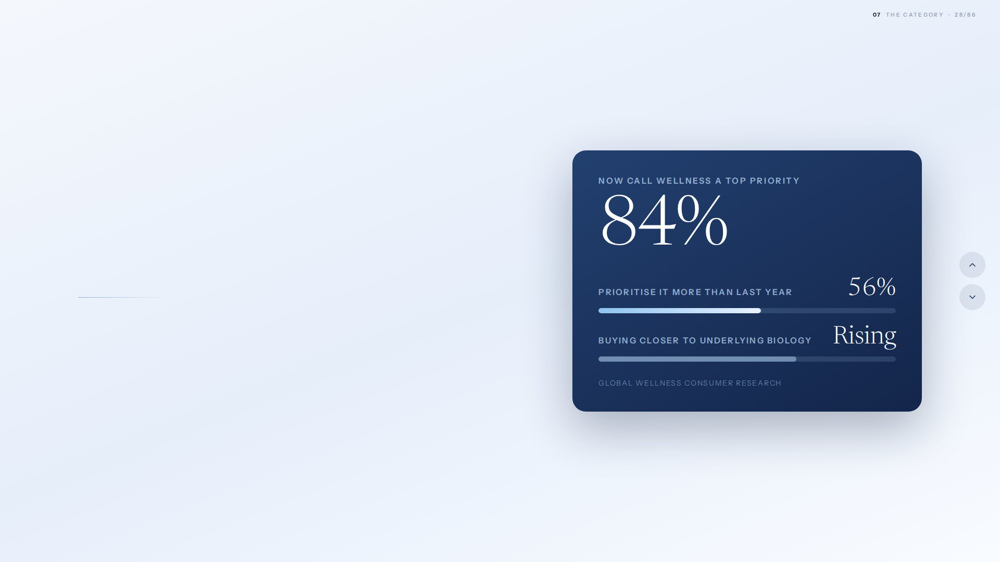 07 THE CATEGORY · 28/86
NOW CALL WELLNESS A TOP PRIORITY
84%
PRIORITISE IT MORE THAN LAST YEAR 56%
BUYING CLOSER TO UNDERLYING BIOLOGY Rising
GLOBAL WELLNESS CONSUMER RESEARCH